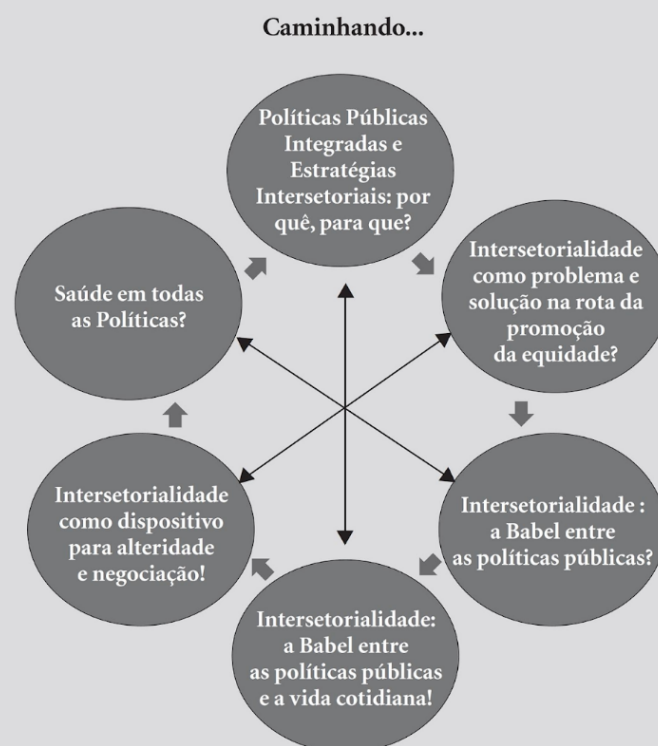 Caminhando...
Políticas Públicas
Integradas e
Estratégias
Intersetoriais: por
quê, para que?
Intersetorialidade
como problema e
solução na rota da
promoção
da equidade?
Intersetorialidade :
a Babel entre
as políticas públicas?
Intersetorialidade:
a Babel entre
as políticas públicas
e a vida cotidiana!
Intersetorialidade
como dispositivo
para alteridade
e negociação!
Saúde em todas
as Políticas?